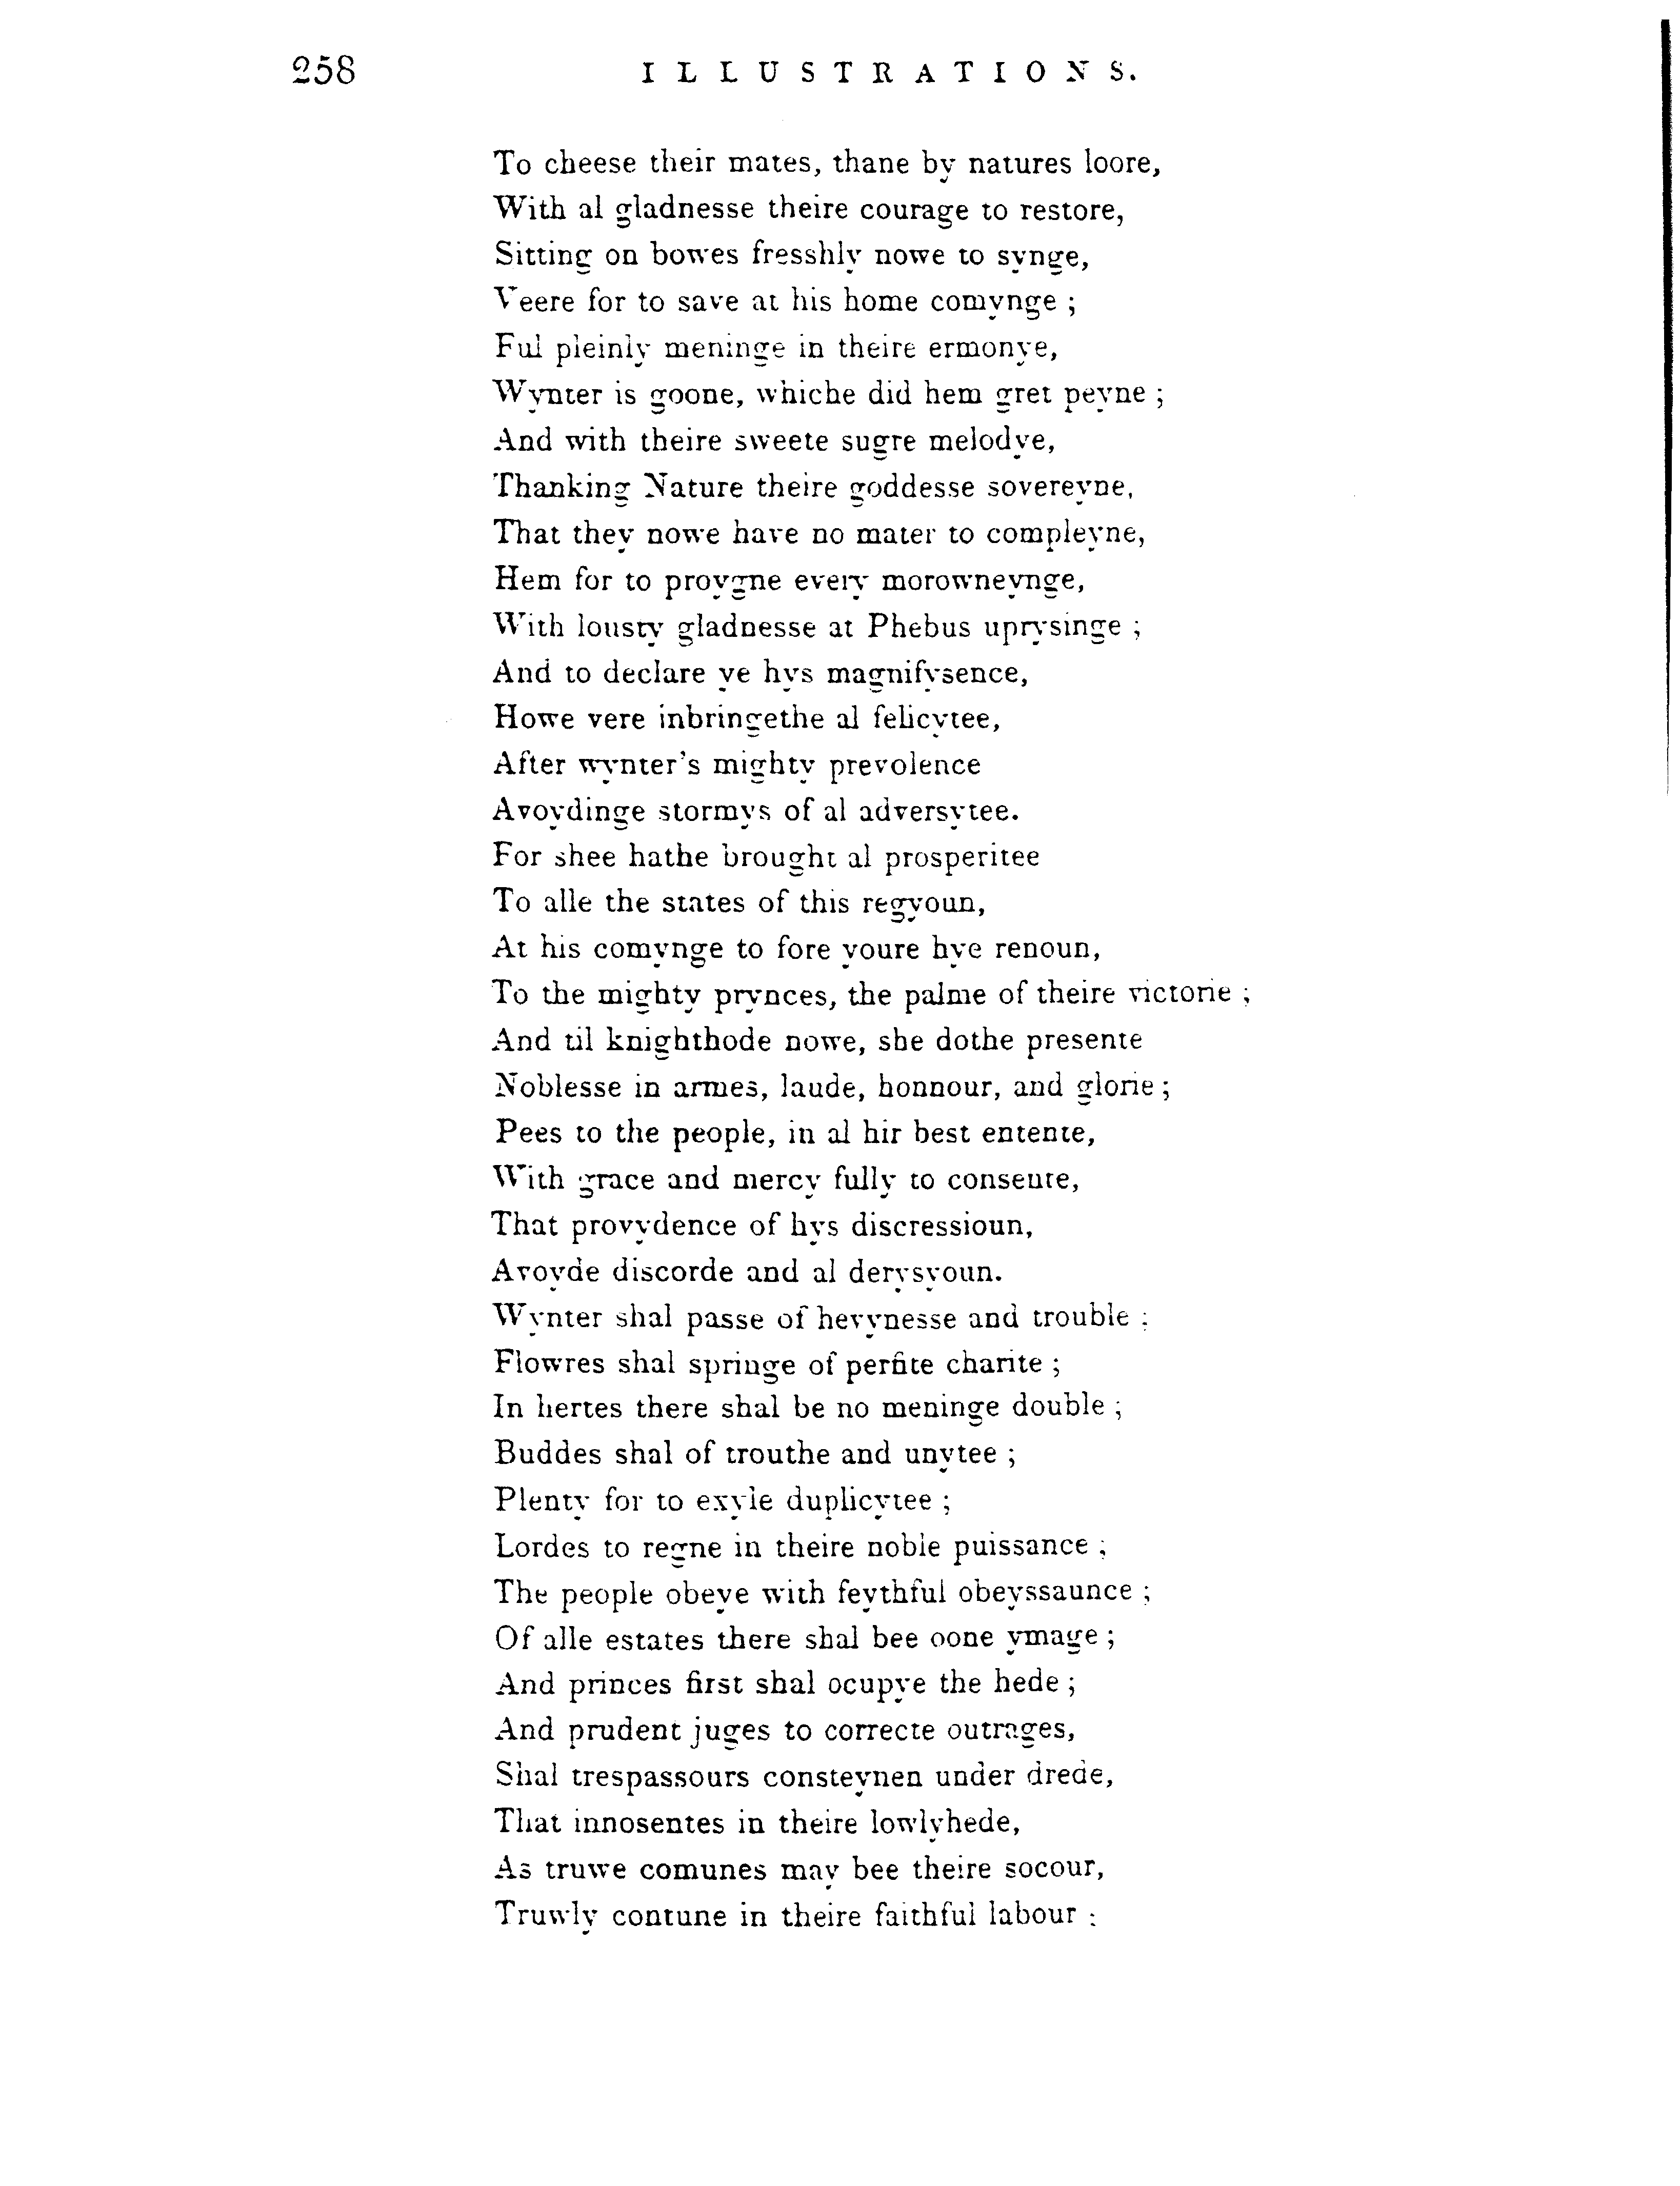 258 ILLUSTRATIONS.
To cheese their mates, thane by natures loore,
With al gladnesse theire courage to restore,
Sitting on bowes fresshly nowe to synge,
Veere for to save at his home comynge ;
Ful pleinly meninge in theire ermonye,
Wynter is goone, whiche did hem gret peyne ;
And with theire sweete sugre melodye,
Thanking Nature theire goddesse sovereyne,
That they nowe have no mater to compleyne,
Hem for to proygne every morowneynge,
With lousty gladnesse at Phebus uprysinge ;
And to declare ye hys magnifysence,
Howe vere inbringethe al felicytee,
After wynter's mighty prevolence
Avoydinge stormys of al adversytee.
For shee hathe brought al prosperitee
To alle the states of this regyoun,
At his comynge to fore youre hye renoun,
To the mighty prynces, the palme of theire victorie ;
And til knighthode nowe, she dothe presente
Noblesse in armes, laude, honnour, and glorie ;
Pees to the people, in al hir best entente,
With grace and mercy fully to consente,
That provydence of hys discressioun,
Avoyde discorde and al derysyoun.
Wynter shal passe of hevynesse and trouble :
Flowres shal springe of perfite charite ;
In hertes there shal be no meninge double ;
Buddes shal of trouthe and unytee ;
Plenty for to exyle duplicytee ;
Lordes to regne in theire noble puissance ;
The people obeye with feythful obeyssaunce ;
Of alle estates there shal bee oone ymage ;
And princes first shal ocupye the hede ;
And prudent juges to correcte outrages,
Shal trespassours consteynen under drede,
That innosentes in theire lowlyhede,
As truwe comunes may bee theire socour,
Truwly contune in theire faithful labour :